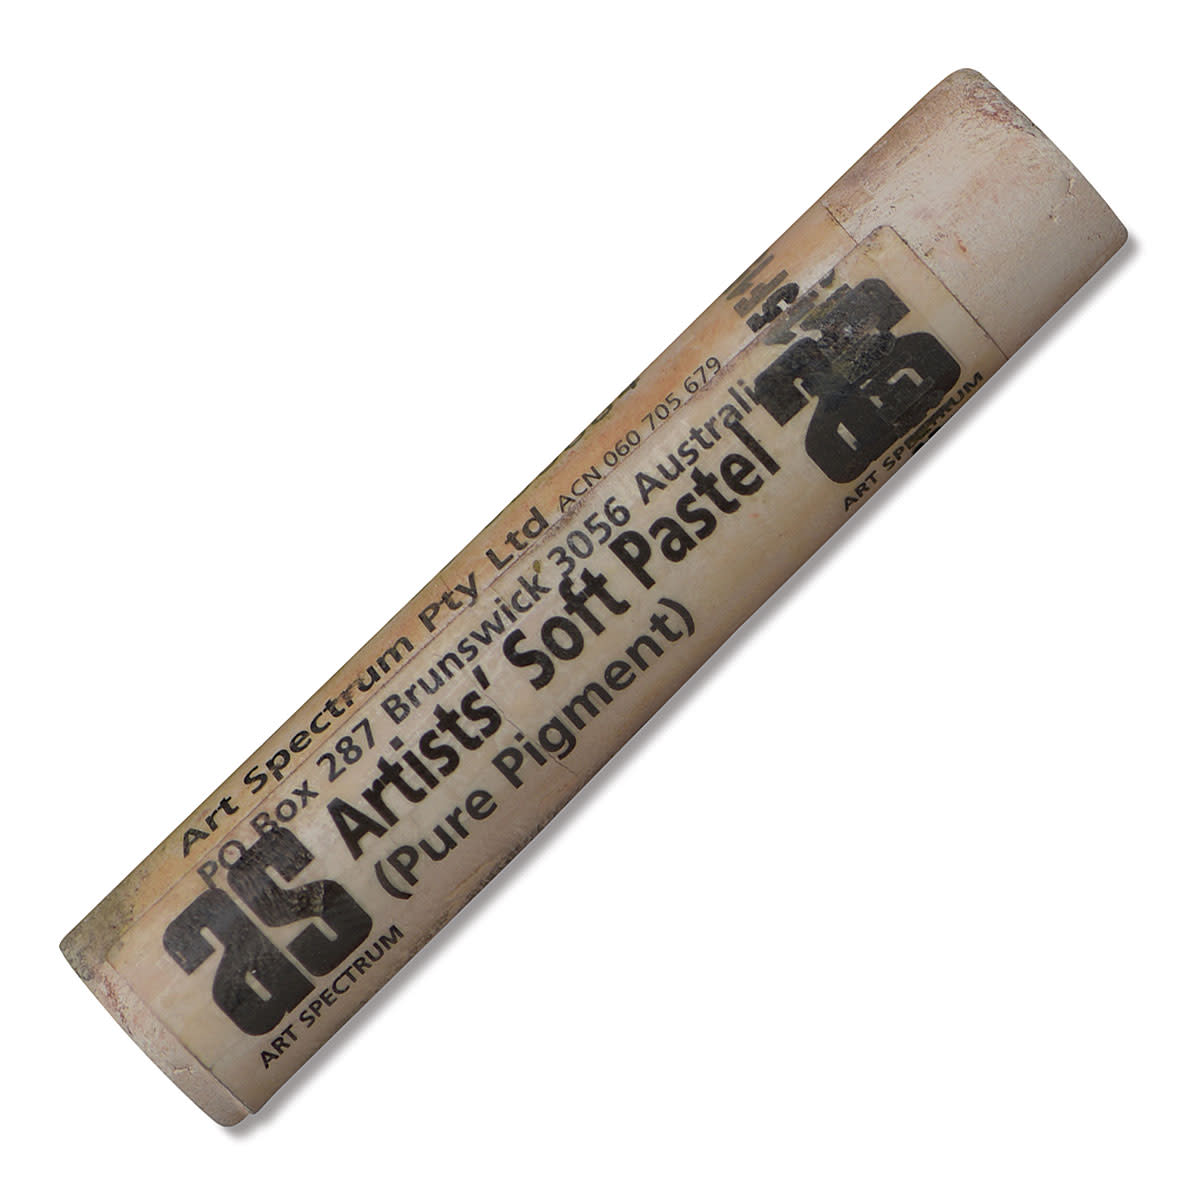 Art Spectrum Pty Ltd ACN 060 705 679
PO Box 287 Brunswick 3056 Australi
Artists' Soft Pastel
(Pure Pigment)
as
ART SPECTRUM
as
ART SPECTRUM